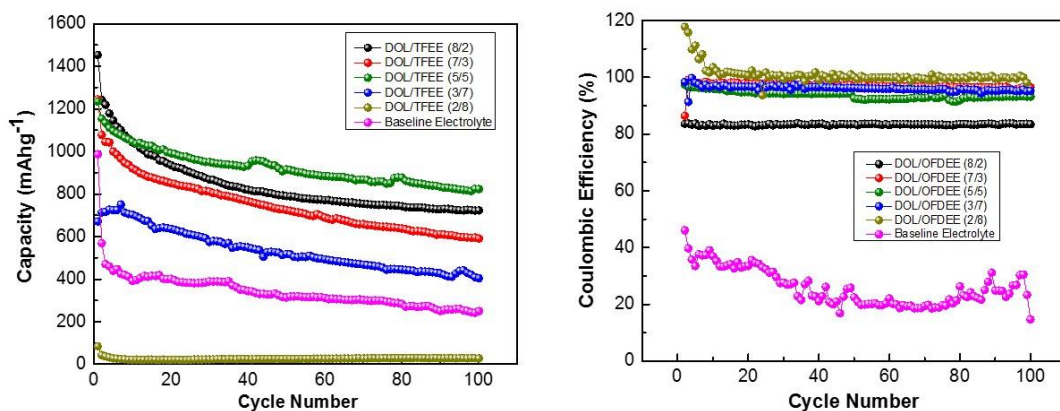 1600
1400
1200
1000
800
600
400
200
0
Capacity (mAhg-1)
DOL/TFEE (8/2)
DOL/TFEE (7/3)
DOL/TFEE (5/5)
DOL/TFEE (3/7)
DOL/TFEE (2/8)
Baseline Electrolyte
0 20 40 60 80 100
Cycle Number
120
100
80
60
40
20
0
Coulombic Efficiency (%)
DOL/OFDEE (8/2)
DOL/OFDEE (7/3)
DOL/OFDEE (5/5)
DOL/OFDEE (3/7)
DOL/OFDEE (2/8)
Baseline Electrolyte
0 20 40 60 80 100
Cycle Number